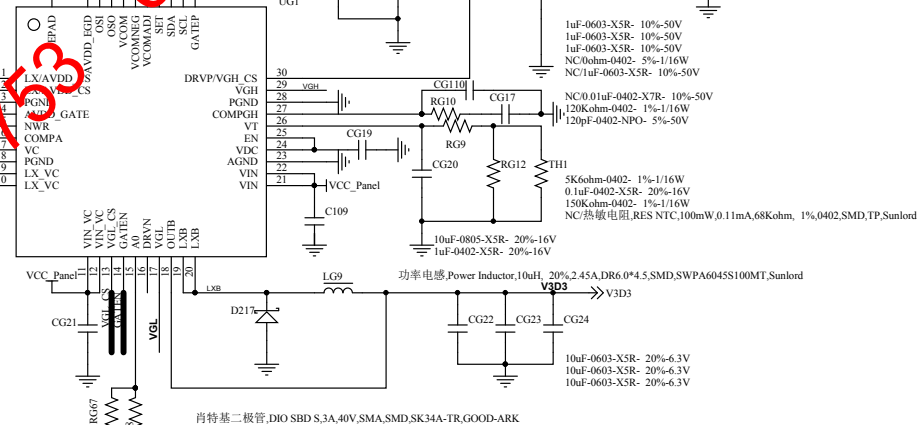 UG1
EPAD
AVDD_EGD
OSI
OSO
VCOM
VCOMNEG
VCOMADJ
SET
SDA
SCL
GATEP
1uF-0603-X5R- 10%-50V
1uF-0603-X5R- 10%-50V
1uF-0603-X5R- 10%-50V
NC/0ohm-0402- 5%-1/16W
NC/1uF-0603-X5R- 10%-50V
53
1 LX/AVDD DRVP/VGH_CS 30
VGH 29 VGH
PGND PGND 28
AVDD_GATE COMPGH 27
NWR VT 26
COMPA EN 25
7 VC VDC 24
8 PGND AGND 23
9 LX_VC VIN 22
0 LX_VC VIN 21
CG110
RG10 CG17
RG9
CG19
CG20
RG12 TH1
VCC_Panel
C109
NC/0.01uF-0402-X7R- 10%-50V
120Kohm-0402- 1%-1/16W
120pF-0402-NPO- 5%-50V
5K6ohm-0402- 1%-1/16W
0.1uF-0402-X5R- 20%-16V
150Kohm-0402- 1%-1/16W
NC/热敏电阻,RES NTC,100mW,0.11mA,68Kohm, 1%,0402,SMD,TP,Sunlord
10uF-0805-X5R- 20%-16V
1uF-0402-X5R- 20%-16V
VIN_VC
VIN_VC
VGL_CS
GATEN
A0
DRVN
VGL
OUTB
LXB
LXB
11
12
13
14
15
16
17
18
19
20
VCC_Panel
VGL_CS
GATEN
VGL
LXB
LG9
功率电感,Power Inductor,10uH, 20%,2.45A,DR6.0*4.5,SMD,SWPA6045S100MT,Sunlord
V3D3
V3D3
CG21
D217
CG22 CG23 CG24
10uF-0603-X5R- 20%-6.3V
10uF-0603-X5R- 20%-6.3V
10uF-0603-X5R- 20%-6.3V
RG67
肖特基二极管,DIO SBD S,3A,40V,SMA,SMD,SK34A-TR,GOOD-ARK